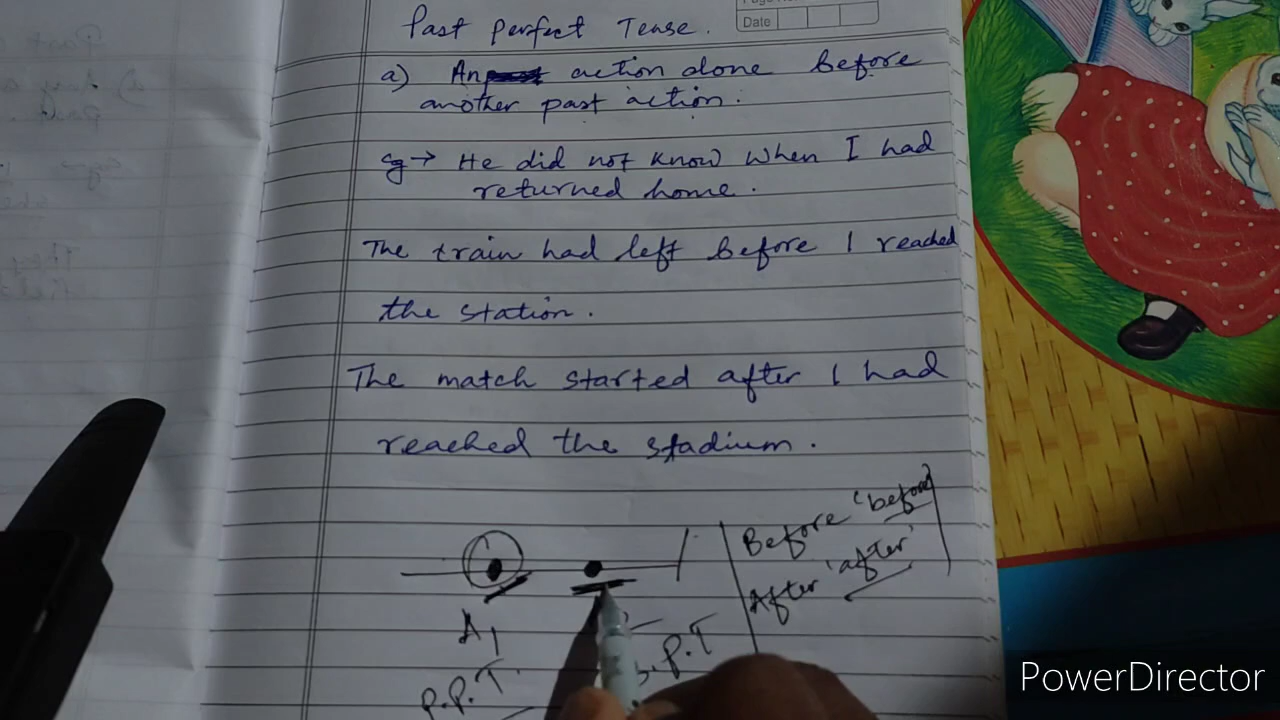 Past Perfect Tense.
Date
a) An action done before
another past action.
eg → He did not know when I had
returned home.
The train had left before I reached
the station.
The match started after I had
reached the stadium.
Before 'before'
After 'after'
A1
P.P.T.
P.T
PowerDirector